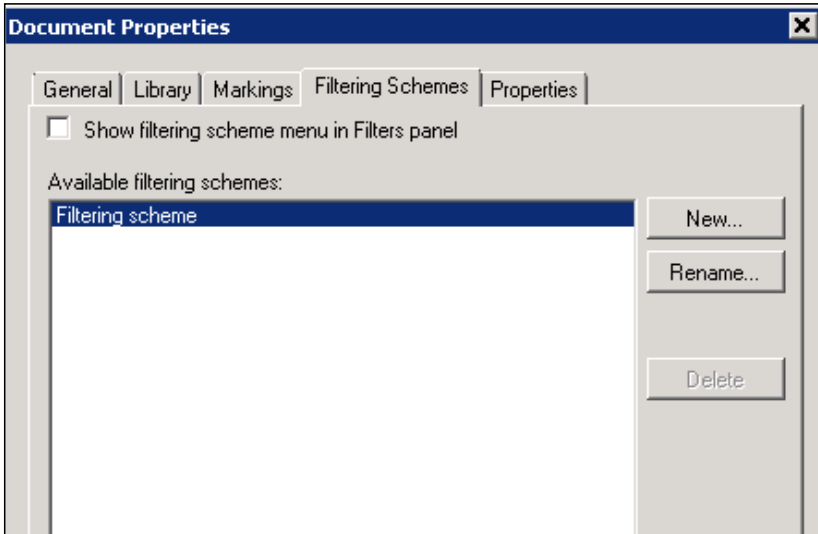 Document Properties
General Library Markings Filtering Schemes Properties
Show filtering scheme menu in Filters panel
Available filtering schemes:
Filtering scheme
New...
Rename...
Delete